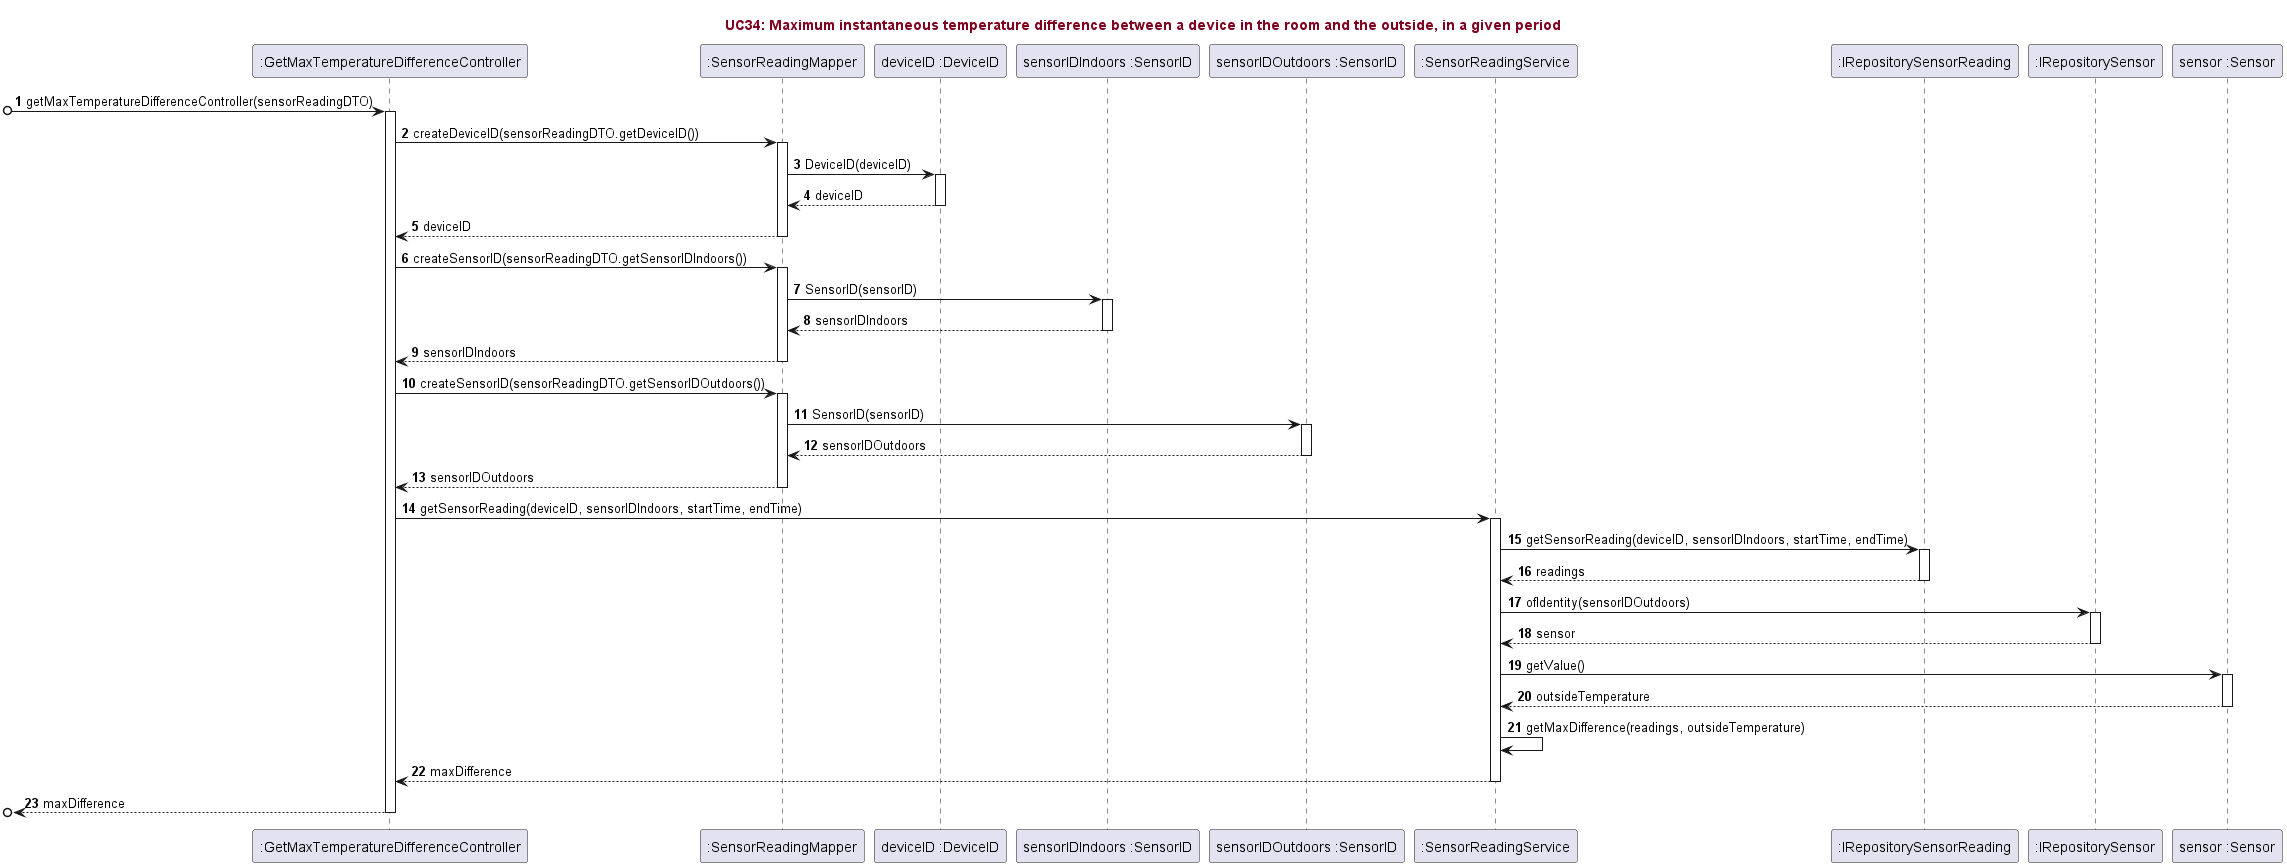 UC34: Maximum instantaneous temperature difference between a device in the room and the outside, in a given period
:GetMaxTemperatureDifferenceController
:SensorReadingMapper
deviceID :DeviceID
sensorIDIndoors :SensorID
sensorIDOutdoors :SensorID
:SensorReadingService
:IRepositorySensorReading
:IRepositorySensor
sensor :Sensor
1 getMaxTemperatureDifferenceController(sensorReadingDTO)
2 createDeviceID(sensorReadingDTO.getDeviceID())
3 DeviceID(deviceID)
4 deviceID
5 deviceID
6 createSensorID(sensorReadingDTO.getSensorIDIndoors())
7 SensorID(sensorID)
8 sensorIDIndoors
9 sensorIDIndoors
10 createSensorID(sensorReadingDTO.getSensorIDOutdoors())
11 SensorID(sensorID)
12 sensorIDOutdoors
13 sensorIDOutdoors
14 getSensorReading(deviceID, sensorIDIndoors, startTime, endTime)
15 getSensorReading(deviceID, sensorIDIndoors, startTime, endTime)
16 readings
17 ofIdentity(sensorIDOutdoors)
18 sensor
19 getValue()
20 outsideTemperature
21 getMaxDifference(readings, outsideTemperature)
22 maxDifference
23 maxDifference
:GetMaxTemperatureDifferenceController
:SensorReadingMapper
deviceID :DeviceID
sensorIDIndoors :SensorID
sensorIDOutdoors :SensorID
:SensorReadingService
:IRepositorySensorReading
:IRepositorySensor
sensor :Sensor